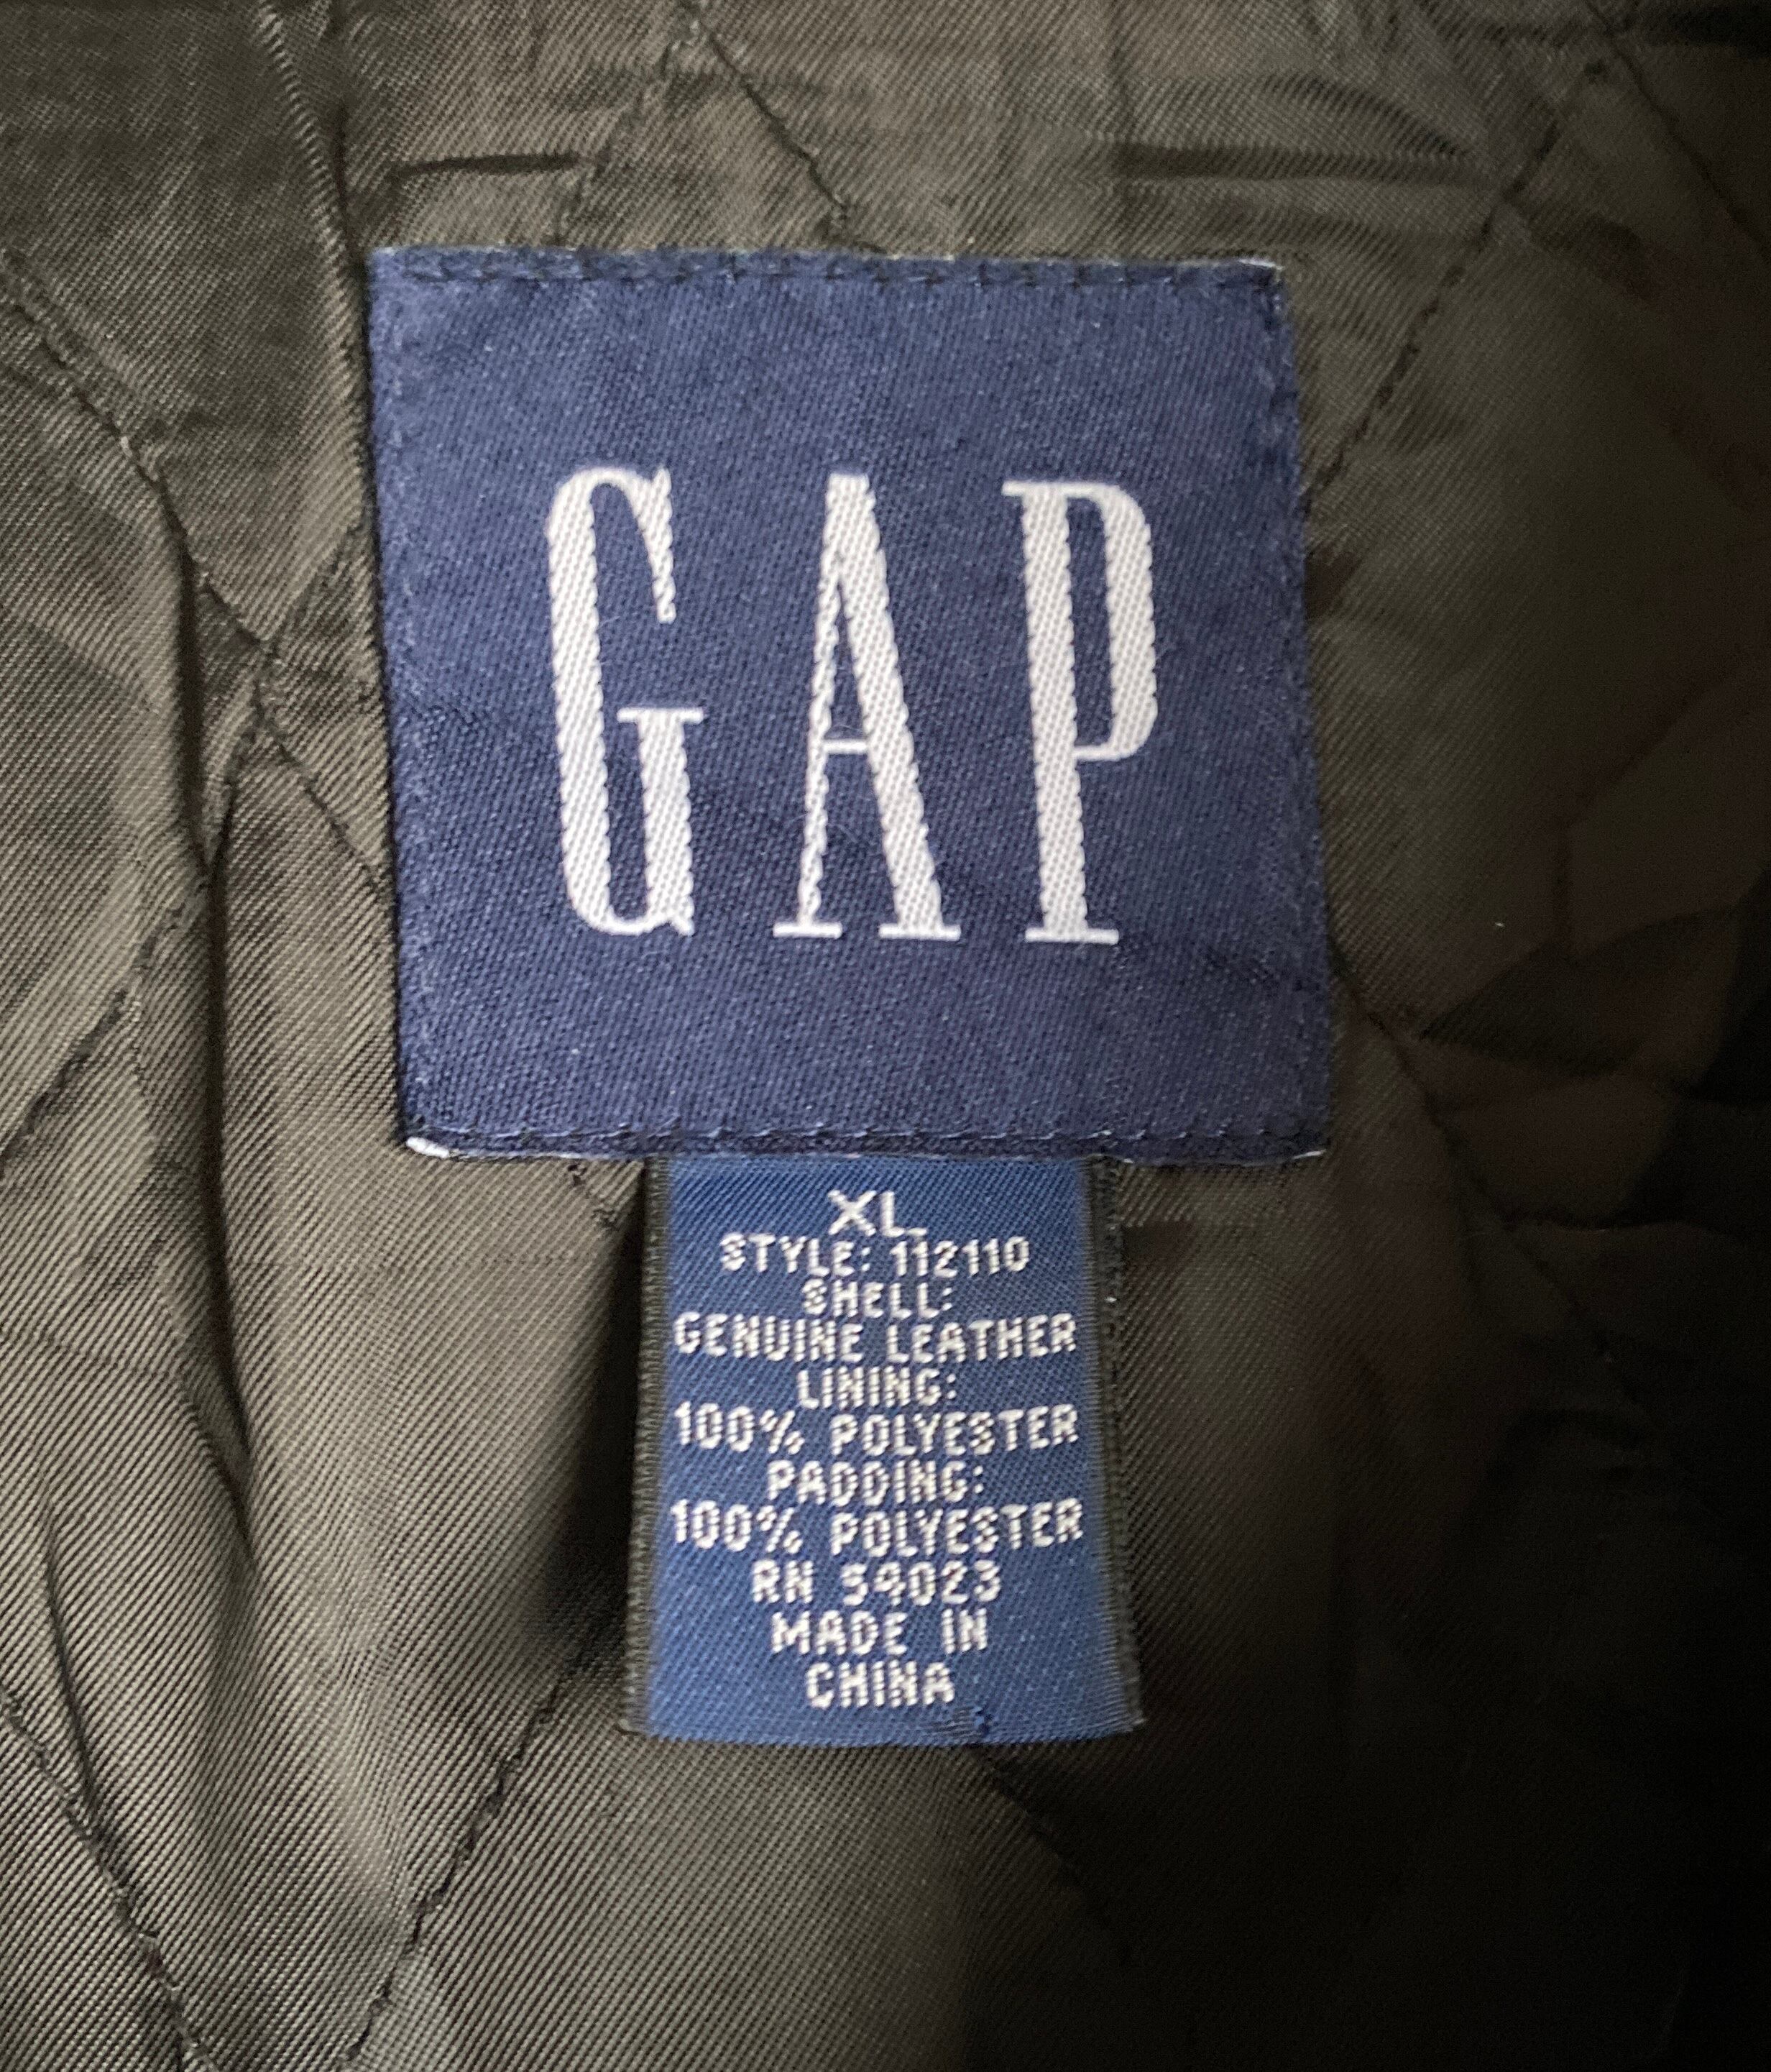 GAP
XL
STYLE: 112110
SHELL:
GENUINE LEATHER
LINING:
100% POLYESTER
PADDING:
100% POLYESTER
RN 54023
MADE IN
CHINA